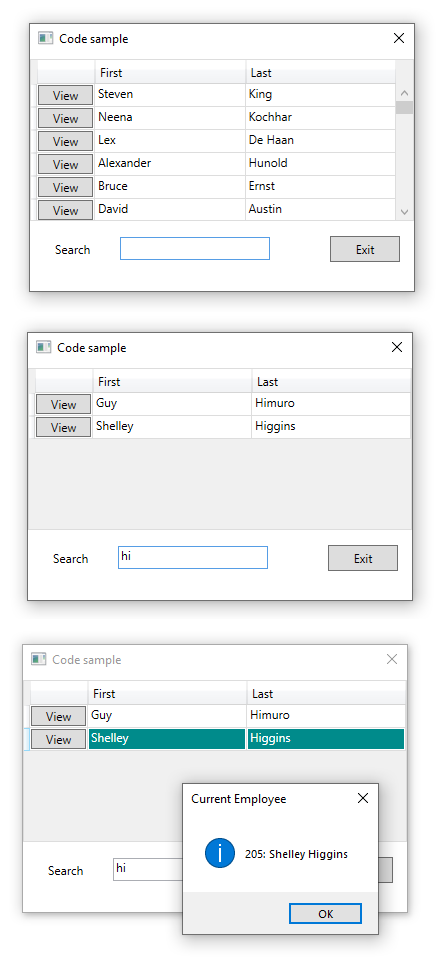 Code sample
First Last
View Steven King
View Neena Kochhar
View Lex De Haan
View Alexander Hunold
View Bruce Ernst
View David Austin
Search Exit
Code sample
First Last
View Guy Himuro
View Shelley Higgins
Search hi Exit
Code sample
First Last
View Guy Himuro
View Shelley Higgins
Current Employee
205: Shelley Higgins
Search hi
OK